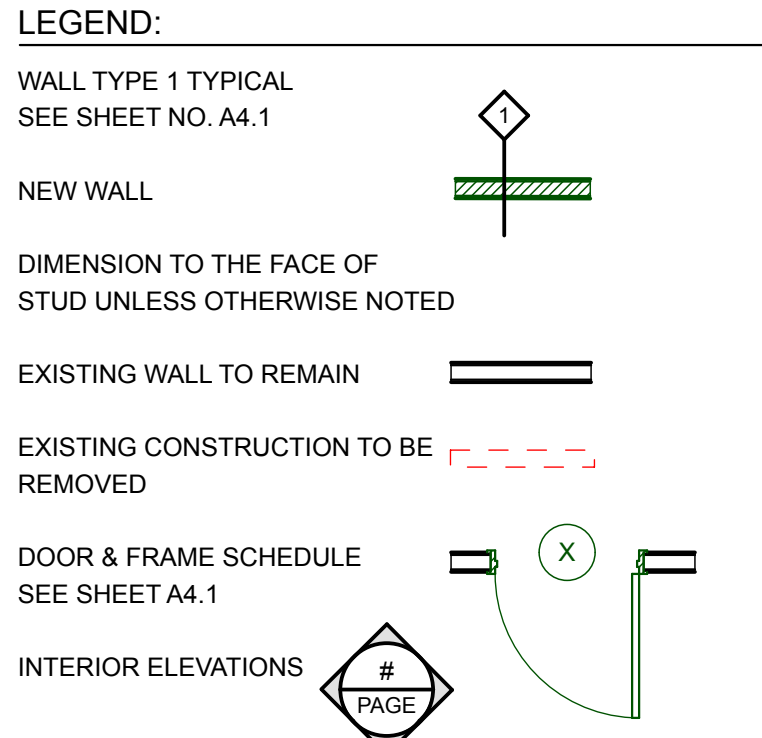 LEGEND:
WALL TYPE 1 TYPICAL
SEE SHEET NO. A4.1
1
NEW WALL
DIMENSION TO THE FACE OF
STUD UNLESS OTHERWISE NOTED
EXISTING WALL TO REMAIN
EXISTING CONSTRUCTION TO BE
REMOVED
DOOR & FRAME SCHEDULE
SEE SHEET A4.1
X
INTERIOR ELEVATIONS
#
PAGE